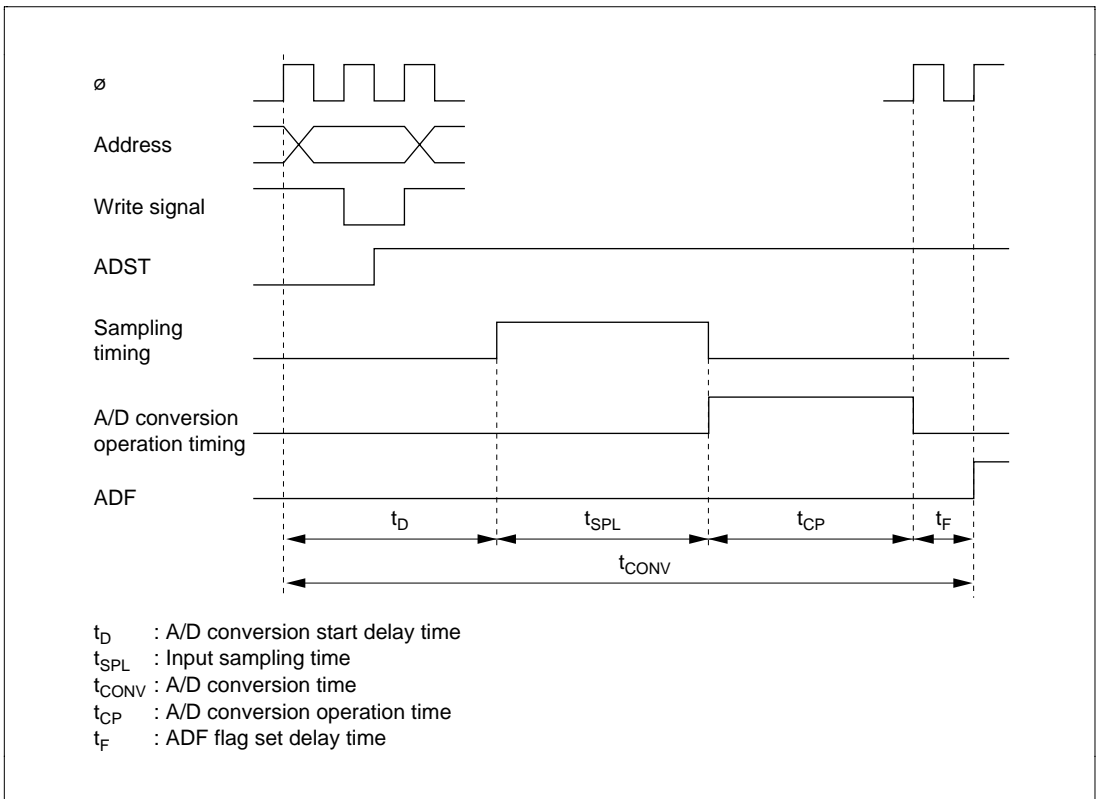 ø
Address
Write signal
ADST
Sampling
timing
A/D conversion
operation timing
ADF
tD tSPL tCP tF
tCONV
tD : A/D conversion start delay time
tSPL : Input sampling time
tCONV : A/D conversion time
tCP : A/D conversion operation time
tF : ADF flag set delay time